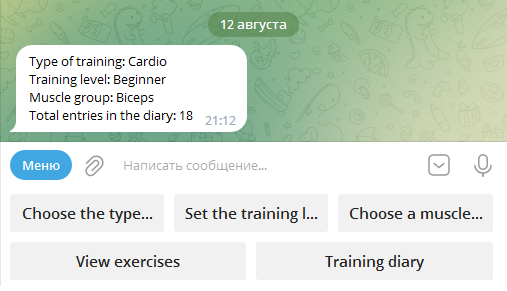 12 августа
Type of training: Cardio
Training level: Beginner
Muscle group: Biceps
Total entries in the diary: 18
21:12
Меню
Написать сообщение...
Choose the type...
Set the training l...
Choose a muscle...
View exercises
Training diary